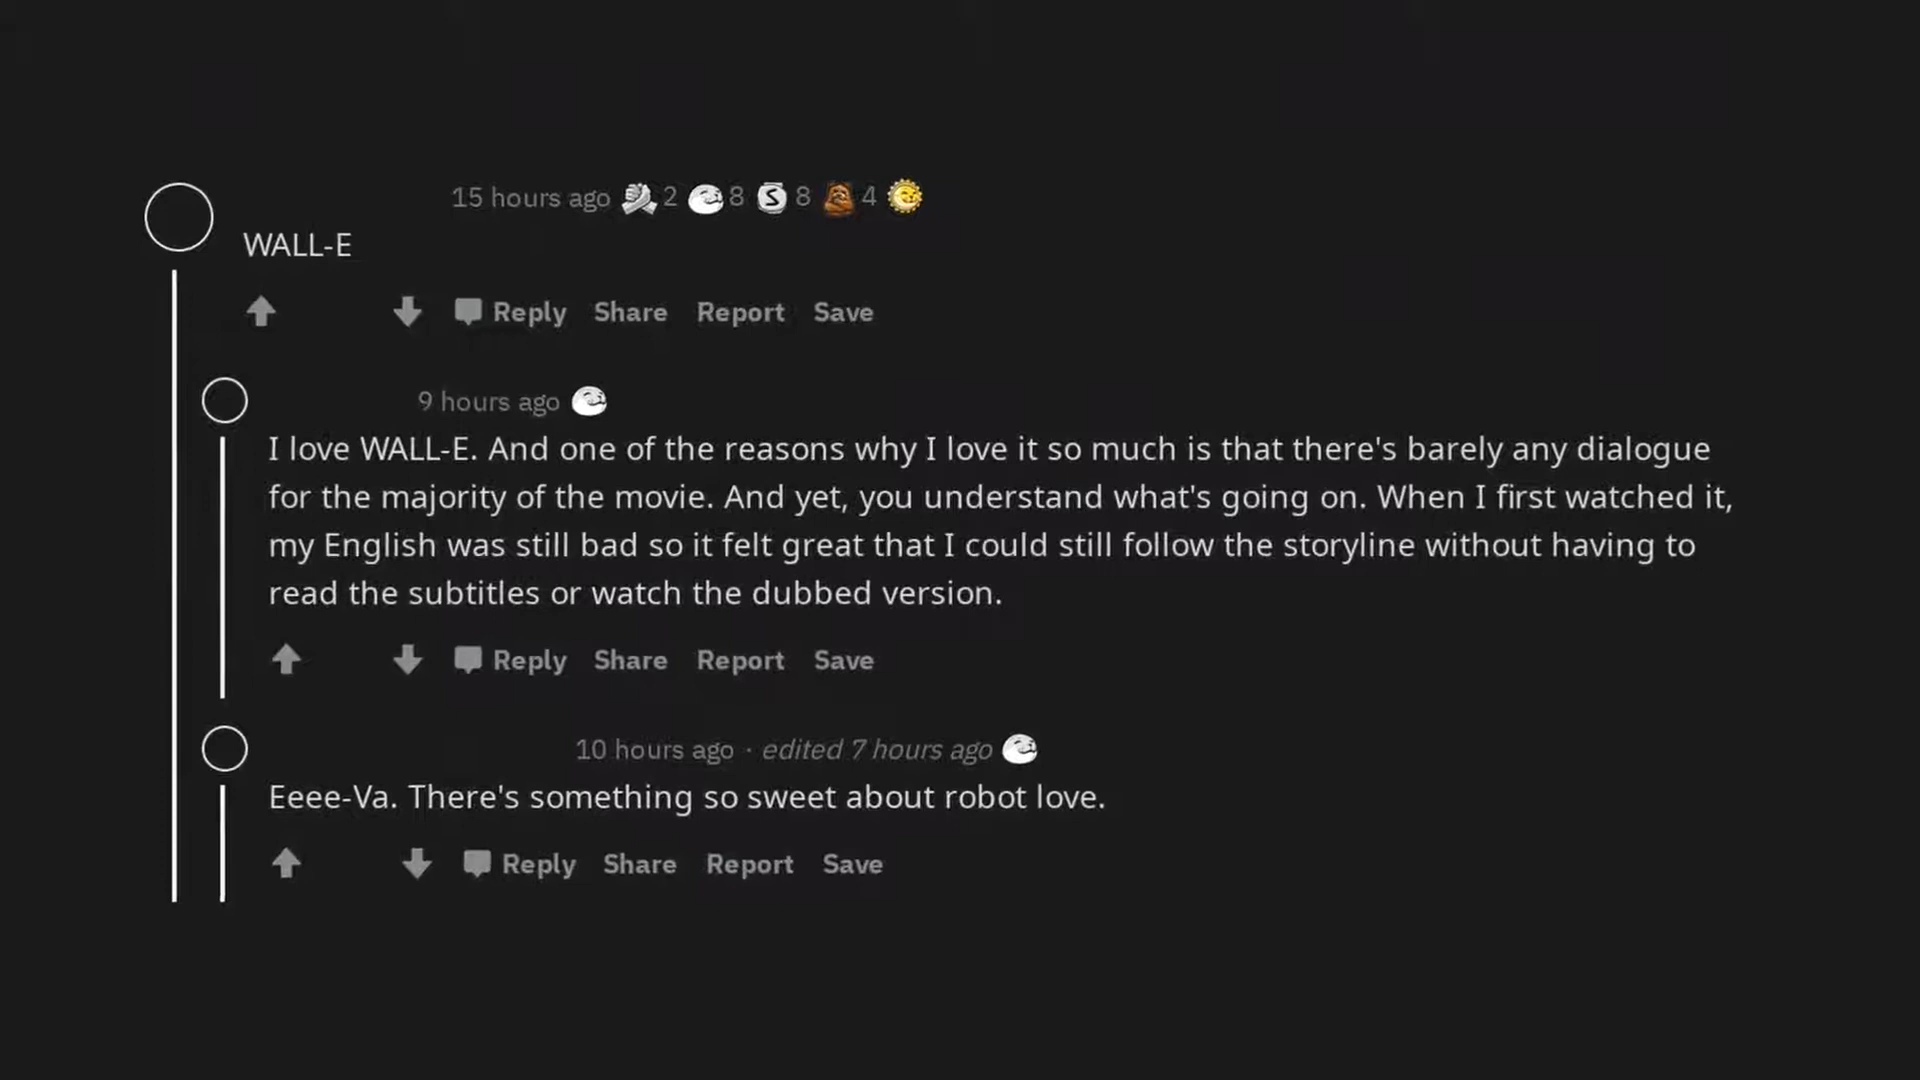 15 hours ago 2 8 8 4
WALL-E
Reply Share Report Save
9 hours ago
I love WALL-E. And one of the reasons why I love it so much is that there's barely any dialogue
for the majority of the movie. And yet, you understand what's going on. When I first watched it,
my English was still bad so it felt great that I could still follow the storyline without having to
read the subtitles or watch the dubbed version.
Reply Share Report Save
10 hours ago · edited 7 hours ago
Eeee-Va. There's something so sweet about robot love.
Reply Share Report Save